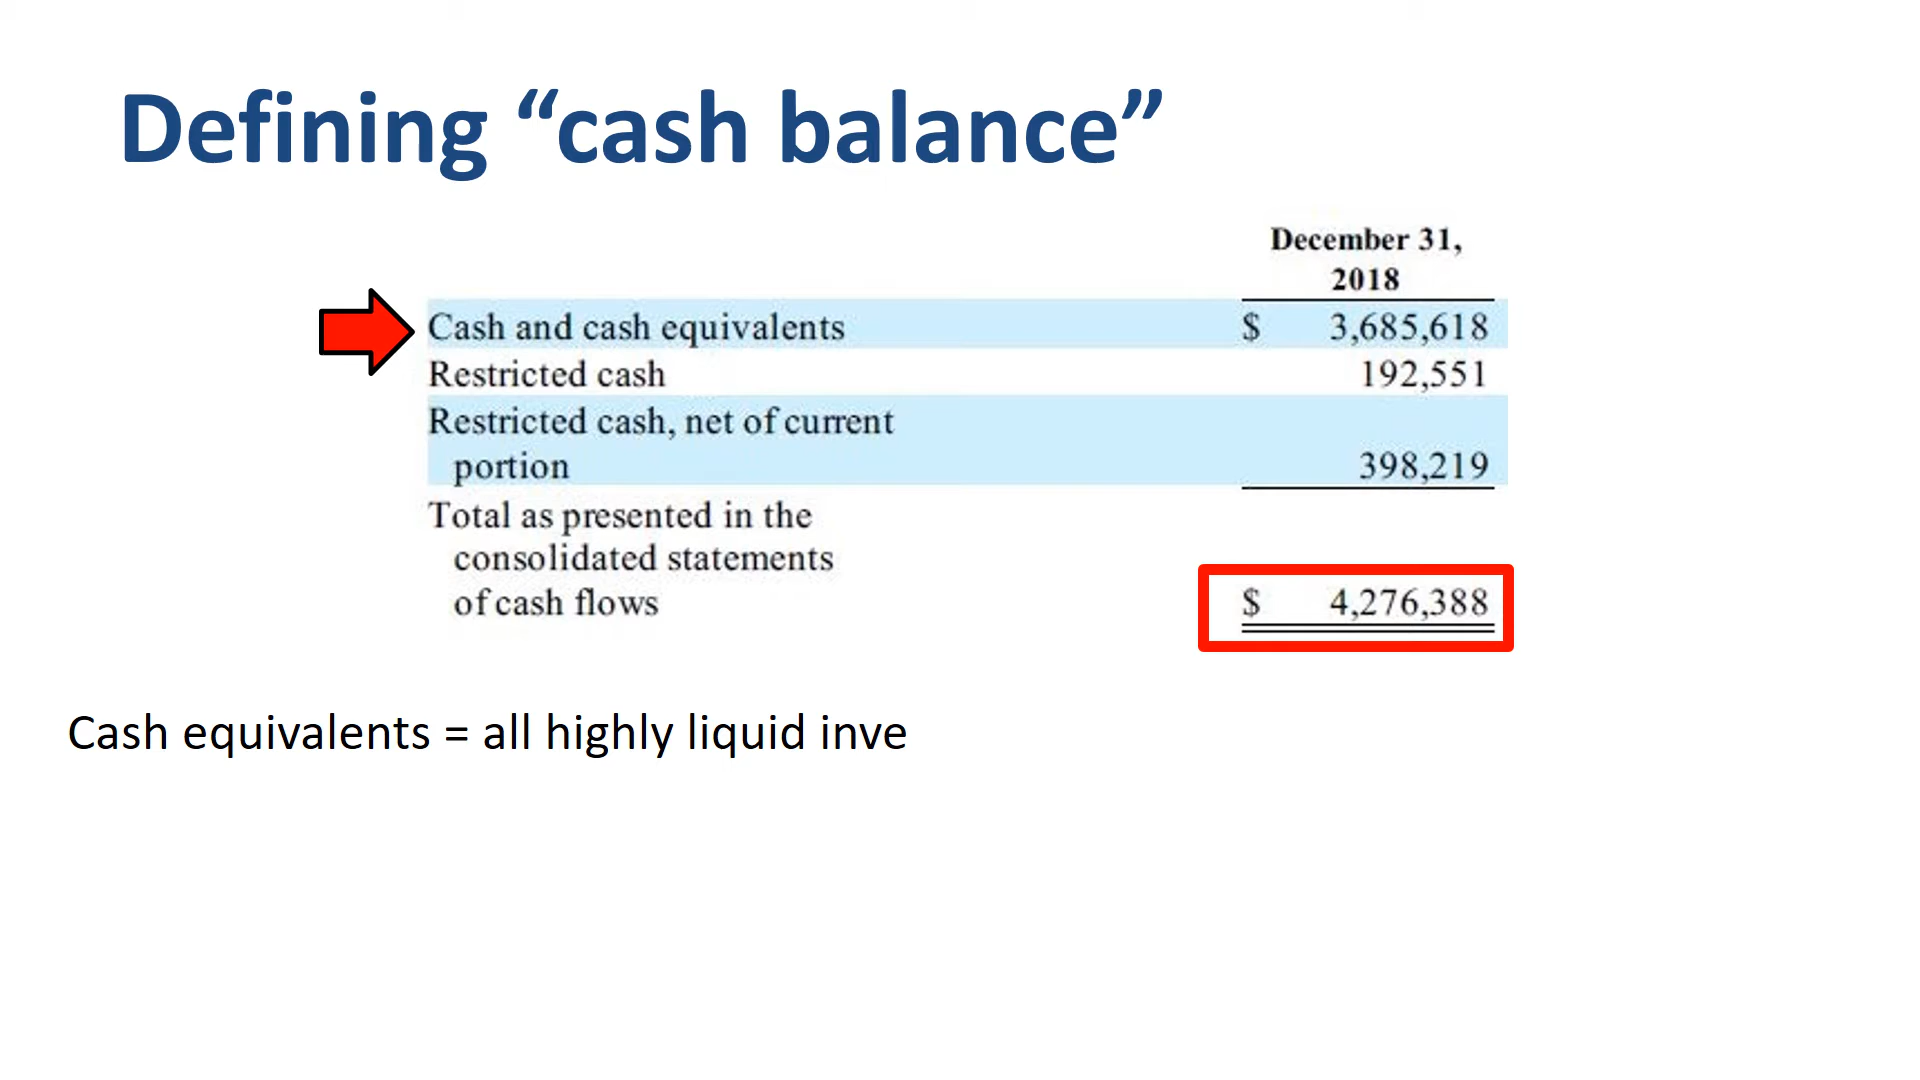 Defining “cash balance”
December 31,
2018
Cash and cash equivalents $ 3,685,618
Restricted cash 192,551
Restricted cash, net of current
portion 398,219
Total as presented in the
consolidated statements
of cash flows $ 4,276,388
Cash equivalents = all highly liquid inve